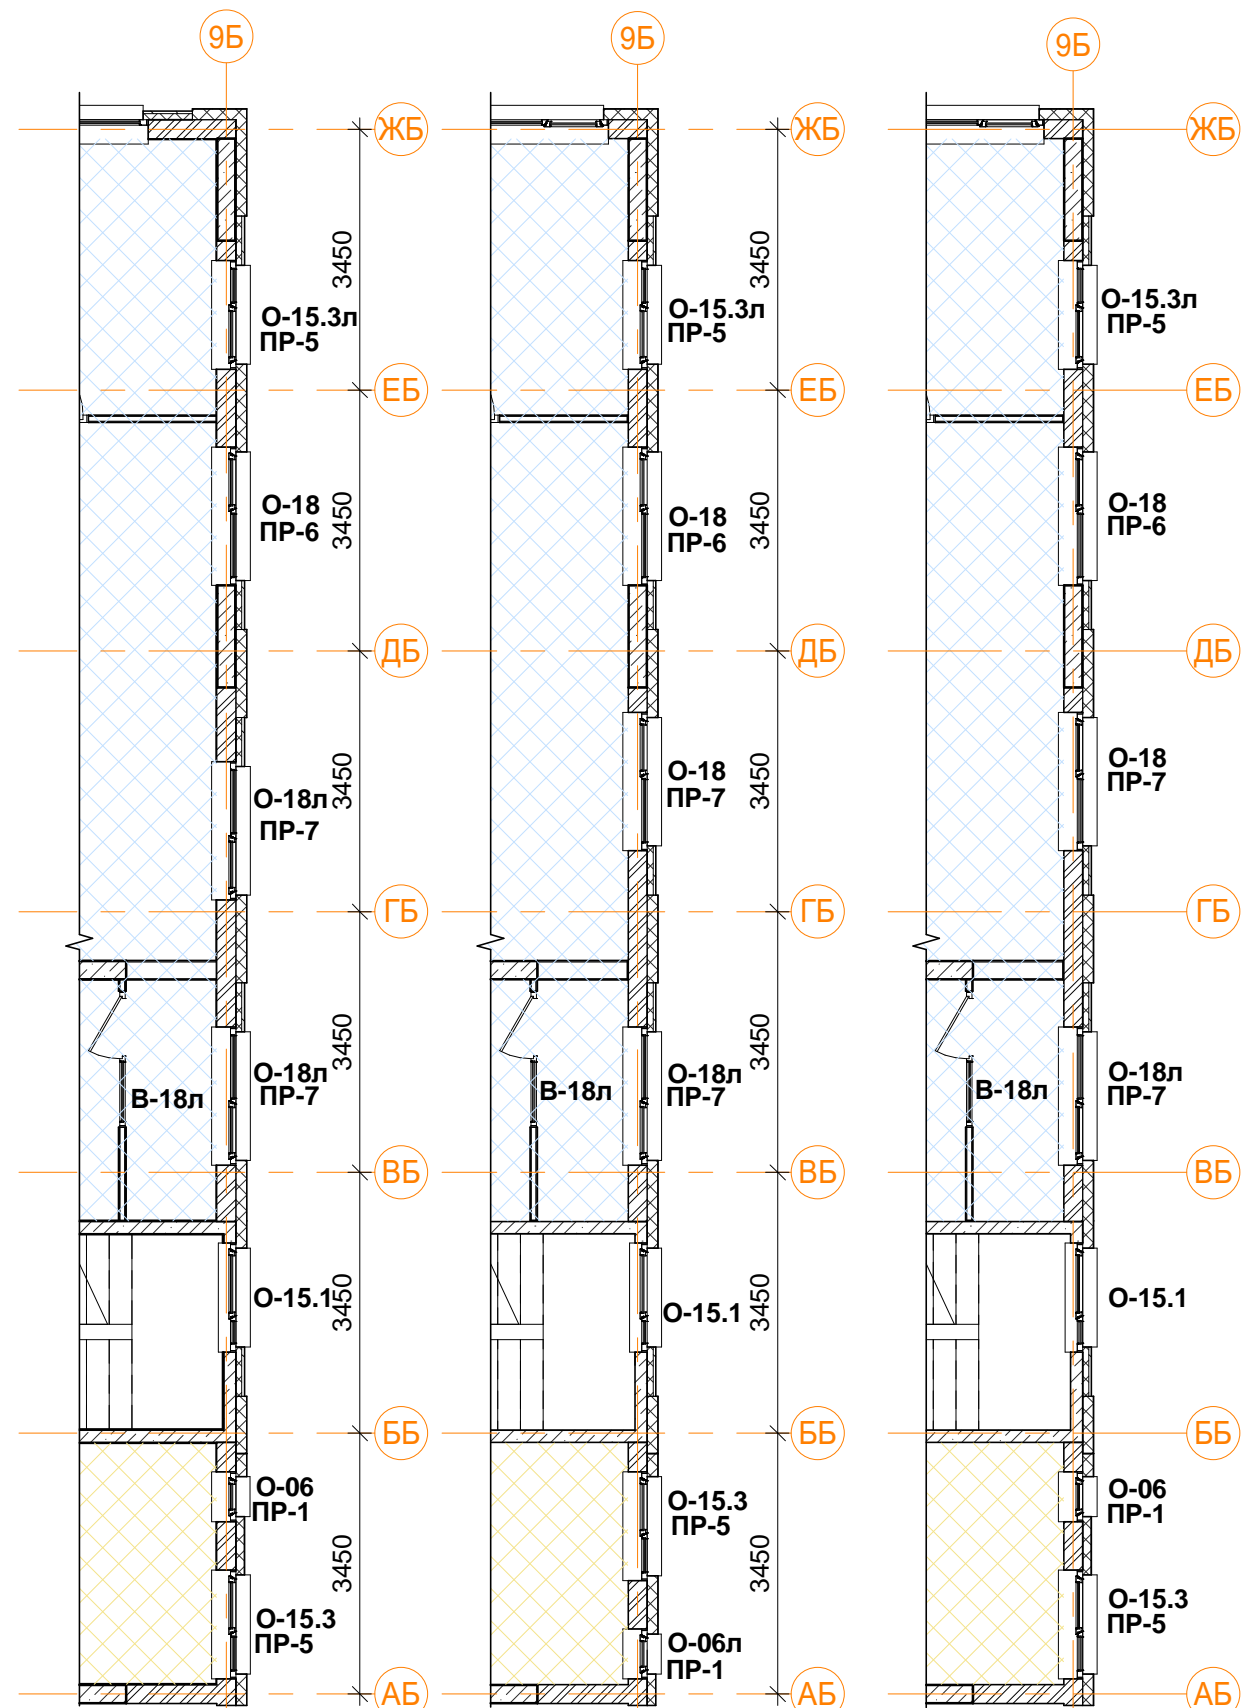 9Б
9Б
9Б
ЖБ
ЖБ
ЖБ
3450
3450
О-15.3л
ПР-5
О-15.3л
ПР-5
О-15.3л
ПР-5
ЕБ
ЕБ
ЕБ
О-18
ПР-6
3450
О-18
ПР-6
3450
О-18
ПР-6
ДБ
ДБ
ДБ
О-18л
ПР-7
3450
О-18
ПР-7
3450
О-18
ПР-7
ГБ
ГБ
ГБ
В-18л
О-18л
ПР-7
3450
В-18л
О-18л
ПР-7
3450
В-18л
О-18л
ПР-7
ВБ
ВБ
ВБ
О-15.1
3450
О-15.1
3450
О-15.1
ББ
ББ
ББ
О-06
ПР-1
О-15.3
ПР-5
О-06
ПР-1
3450
3450
О-15.3
ПР-5
О-06л
ПР-1
О-15.3
ПР-5
АБ
АБ
АБ